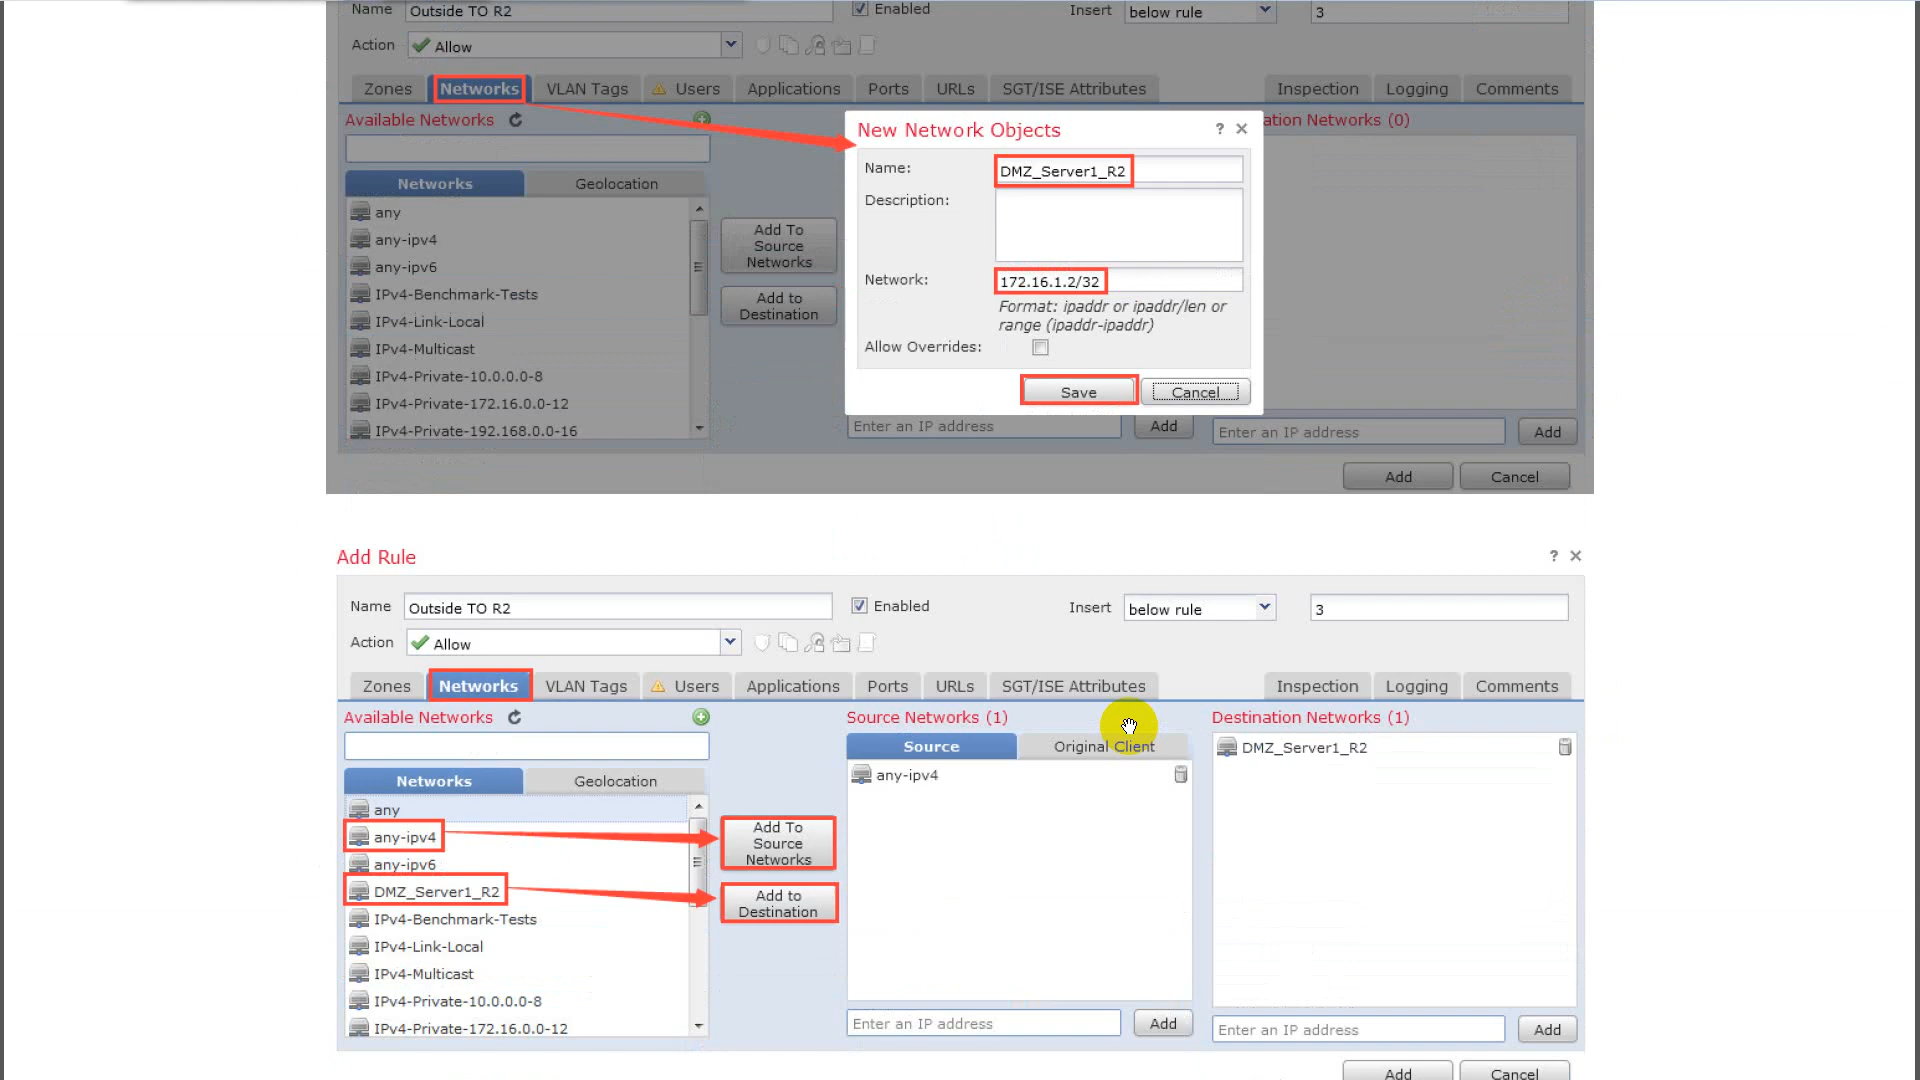 Name Outside TO R2 Enabled Insert below rule 3
Action Allow
Zones Networks VLAN Tags Users Applications Ports URLs SGT/ISE Attributes Inspection Logging Comments
Available Networks
ation Networks (0)
Networks Geolocation
any
any-ipv4
any-ipv6
IPv4-Benchmark-Tests
IPv4-Link-Local
IPv4-Multicast
IPv4-Private-10.0.0.0-8
IPv4-Private-172.16.0.0-12
IPv4-Private-192.168.0.0-16
Add To
Source
Networks
Add to
Destination
New Network Objects ?
Name: DMZ_Server1_R2
Description:
Network: 172.16.1.2/32
Format: ipaddr or ipaddr/len or
range (ipaddr-ipaddr)
Allow Overrides:
Save Cancel
Enter an IP address Add Enter an IP address Add
Add Cancel
Add Rule ?
Name Outside TO R2 Enabled Insert below rule 3
Action Allow
Zones Networks VLAN Tags Users Applications Ports URLs SGT/ISE Attributes Inspection Logging Comments
Available Networks
Networks Geolocation
any
any-ipv4
any-ipv6
DMZ_Server1_R2
IPv4-Benchmark-Tests
IPv4-Link-Local
IPv4-Multicast
IPv4-Private-10.0.0.0-8
IPv4-Private-172.16.0.0-12
Add To
Source
Networks
Add to
Destination
Source Networks (1)
Source Original Client
any-ipv4
Enter an IP address Add
Destination Networks (1)
DMZ_Server1_R2
Enter an IP address Add
Add Cancel